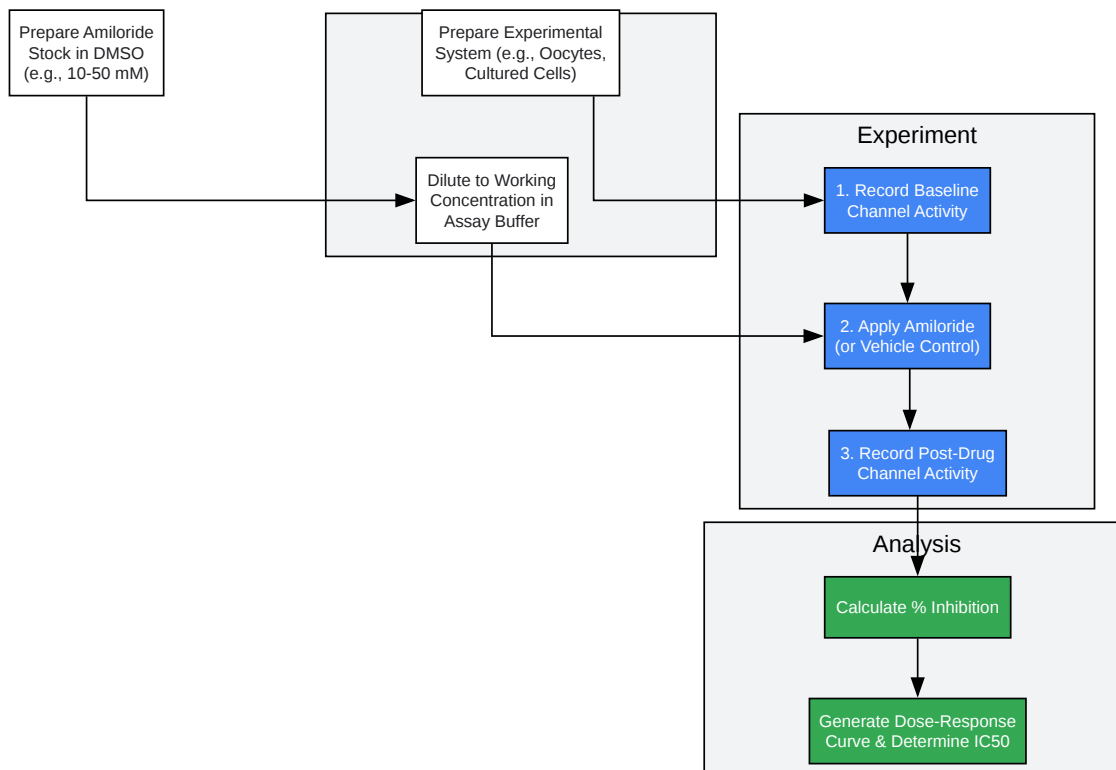 Prepare Amiloride
Stock in DMSO
(e.g., 10-50 mM)
Prepare Experimental
System (e.g., Oocytes,
Cultured Cells)
Dilute to Working
Concentration in
Assay Buffer
Experiment
1. Record Baseline
Channel Activity
2. Apply Amiloride
(or Vehicle Control)
3. Record Post-Drug
Channel Activity
Analysis
Calculate % Inhibition
Generate Dose-Response
Curve & Determine IC50